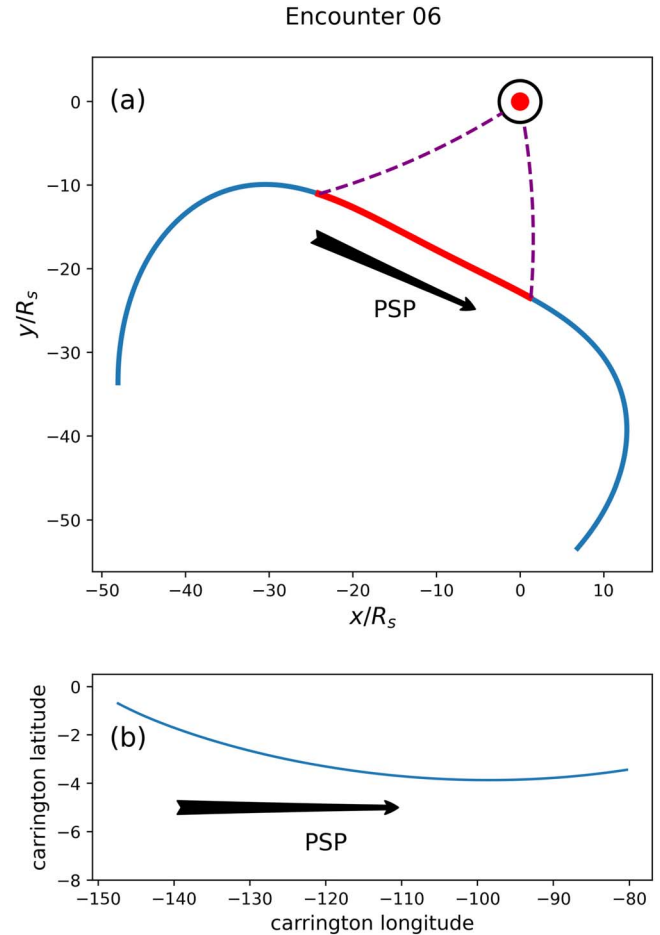 Encounter 06
(a)
0
−10
−20
−30
−40
−50
y/Rₛ
PSP
−50 −40 −30 −20 −10 0 10
x/Rₛ
(b)
0
−2
−4
−6
−8
carrington latitude
PSP
−150 −140 −130 −120 −110 −100 −90 −80
carrington longitude